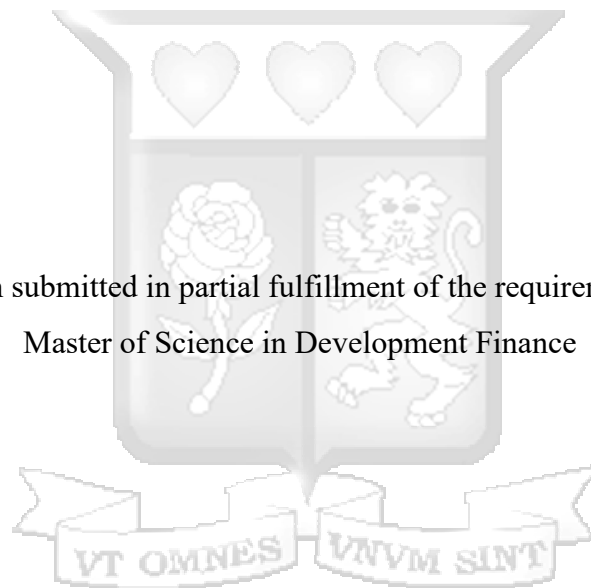 submitted in partial fulfillment of the
Master of Science in Development Finance
VT OMNES VNVM SINT